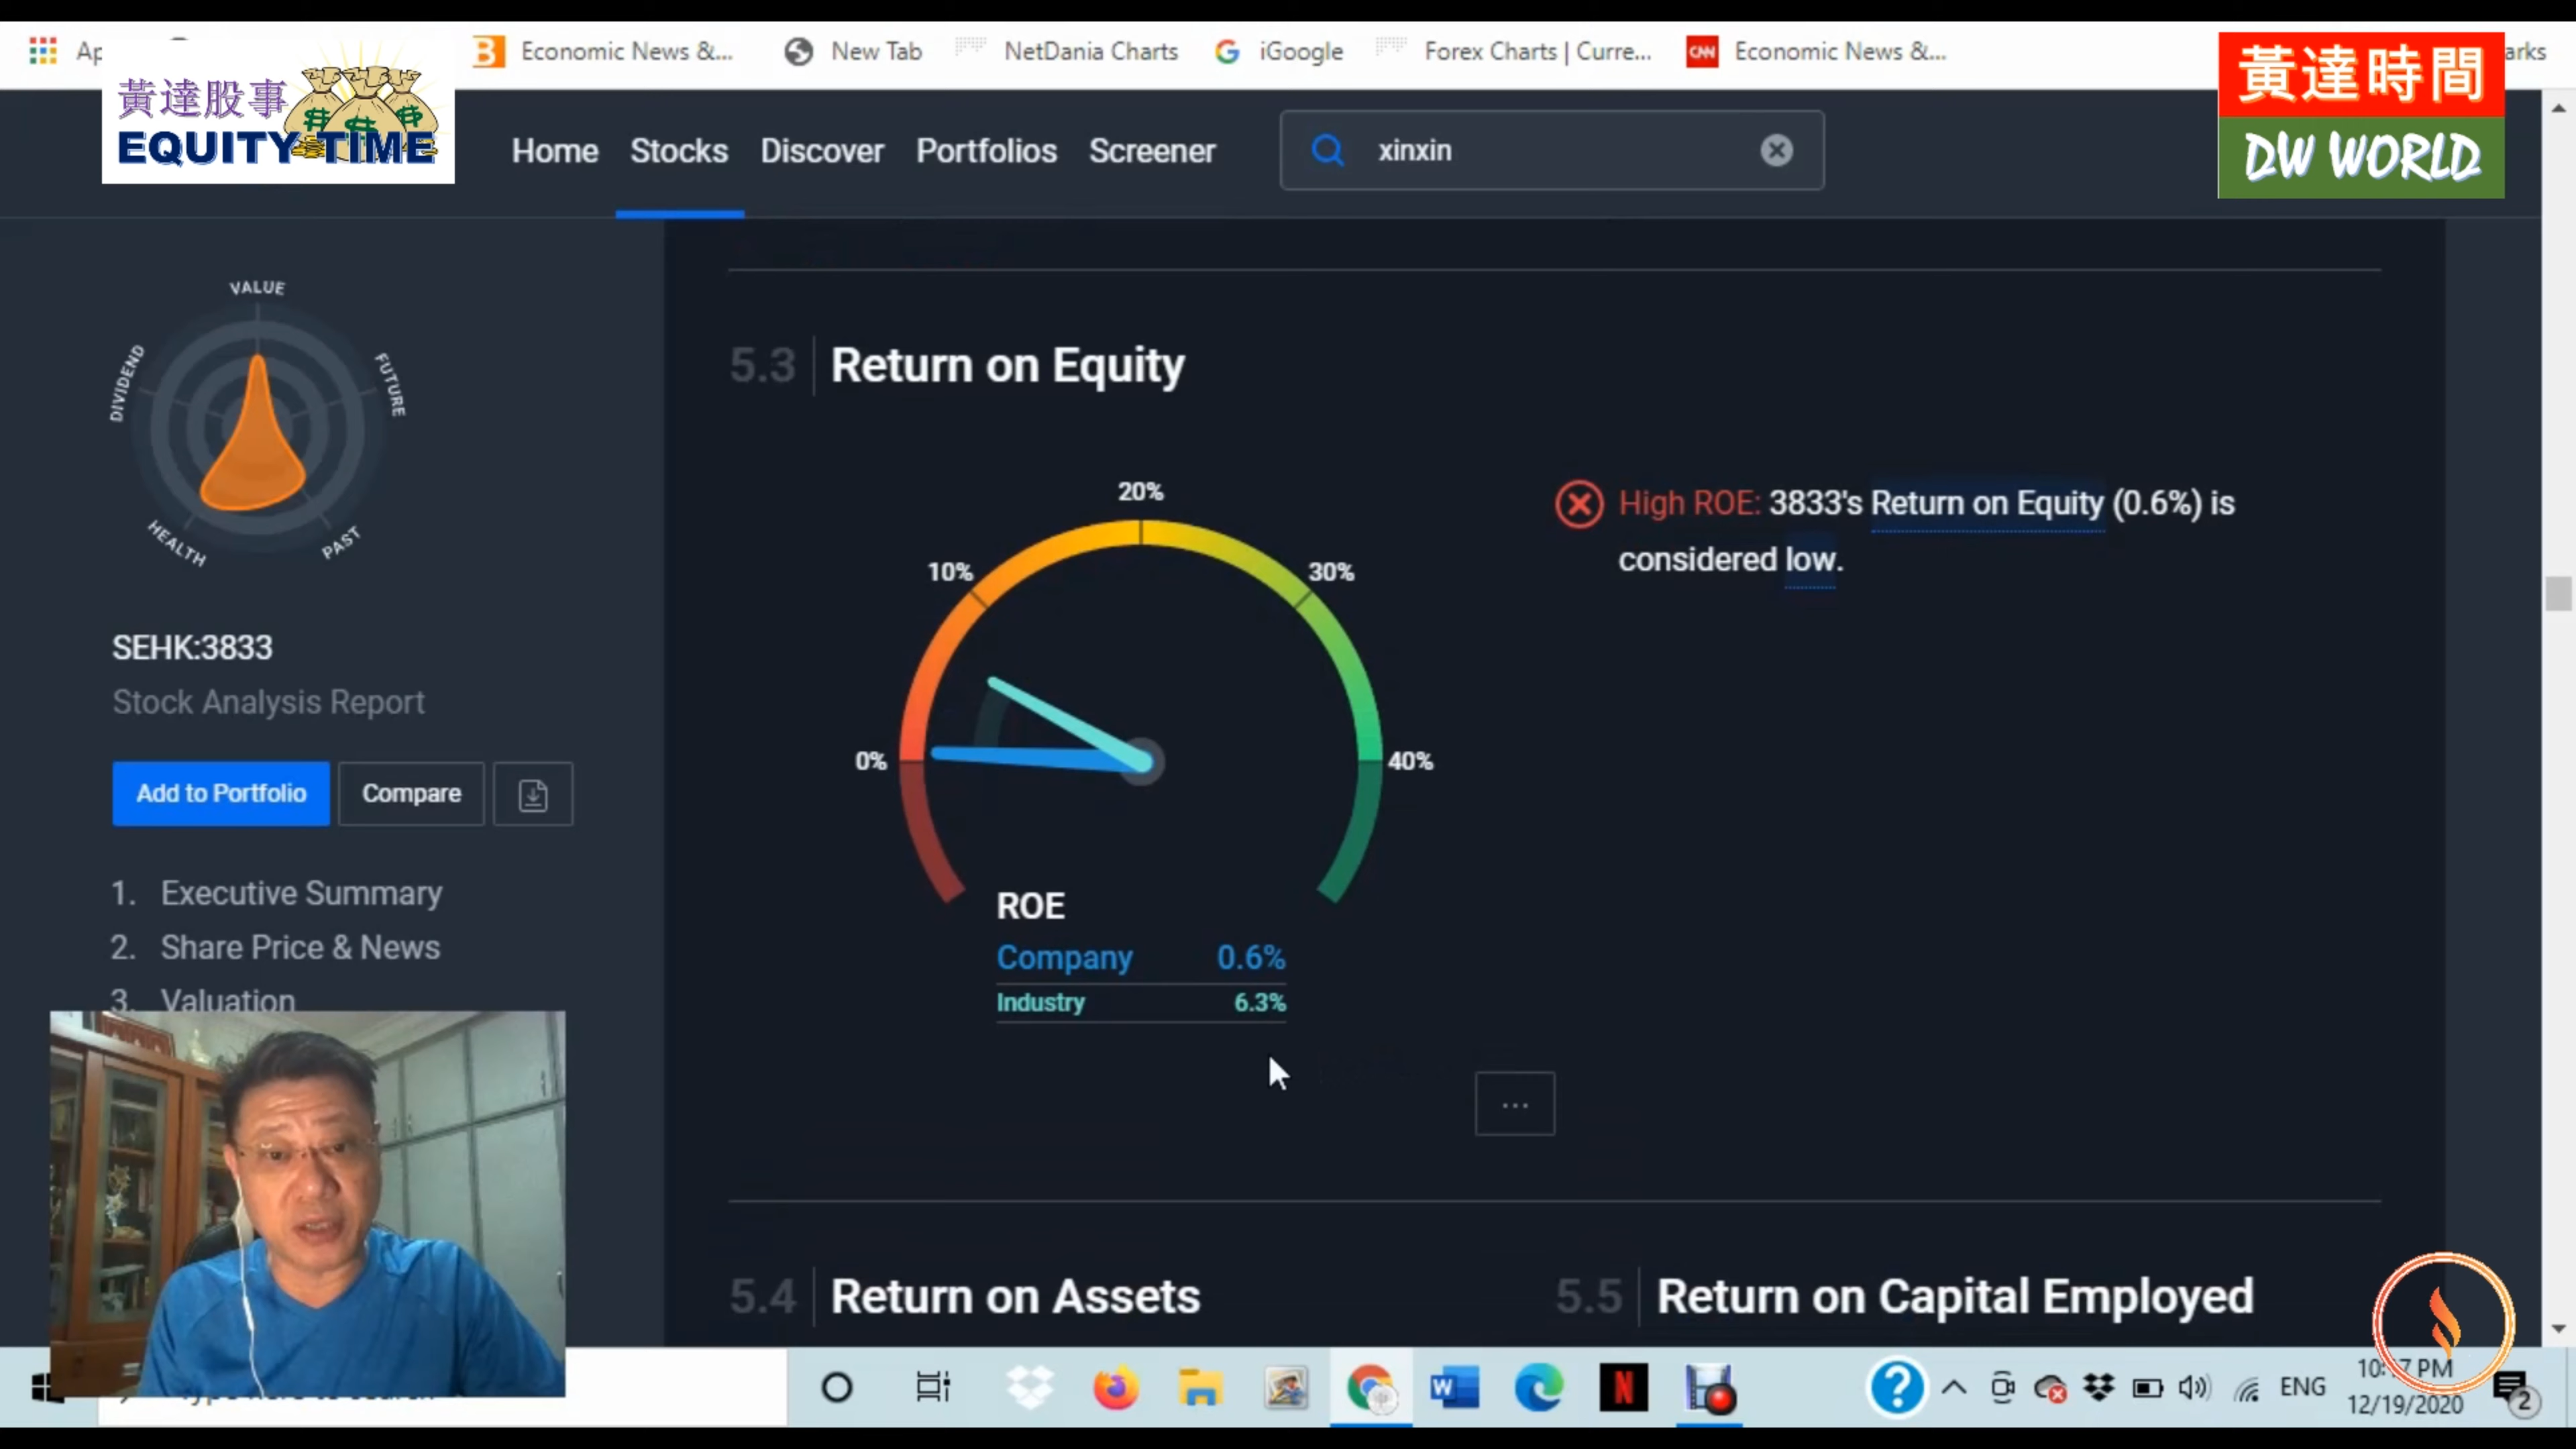 Economic News &...
New Tab
NetDania Charts
iGoogle
Forex Charts | Curre...
CNN
Economic News &...
arks
黃達股事
EQUITY TIME
黃達時間
DW WORLD
Home
Stocks
Discover
Portfolios
Screener
xinxin
VALUE
FUTURE
PAST
HEALTH
DIVIDEND
SEHK:3833
Stock Analysis Report
Add to Portfolio
Compare
1. Executive Summary
2. Share Price & News
3. Valuation
5.3 Return on Equity
0%
10%
20%
30%
40%
ROE
Company 0.6%
Industry 6.3%
High ROE: 3833's Return on Equity (0.6%) is
considered low.
...
5.4 Return on Assets
5.5 Return on Capital Employed
ENG
12/19/2020
2